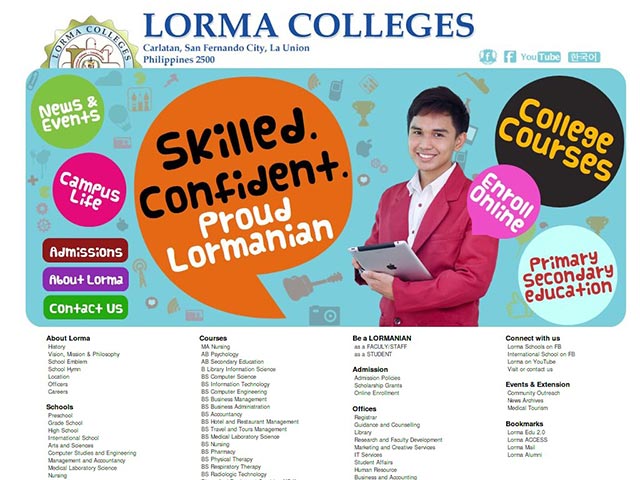 LORMA COLLEGES
LORMA COLLEGES
Carlatan, San Fernando City, La Union
Philippines 2500
YouTube
한국어
News &
Events
Campus
Life
Admissions
About Lorma
Contact Us
Skilled.
Confident.
Proud
Lormanian
College
Courses
Enroll
Online
Primary
Secondary
education
About Lorma
History
Vision, Mission & Philosophy
School Emblem
School Hymn
Location
Officers
Careers
Schools
Preschool
Grade School
High School
International School
Arts and Sciences
Computer Studies and Engineering
Management and Accountancy
Medical Laboratory Science
Nursing
Courses
MA Nursing
AB Psychology
AB Secondary Education
B Library Information Science
BS Computer Science
BS Information Technology
BS Computer Engineering
BS Business Management
BS Business Adminitration
BS Accountancy
BS Hotel and Restaurant Management
BS Travel and Tours Management
BS Medical Laboratory Science
BS Nursing
BS Pharmacy
BS Physical Therapy
BS Respiratory Therapy
BS Radiologic Technology
Be a LORMANIAN
as a FACULY-STAFF
as a STUDENT
Admission
Admission Policies
Scholarship Grants
Online Enrollment
Offices
Registrar
Guidance and Counselling
Library
Research and Faculty Development
Marketing and Creative Services
IT Services
Student Affairs
Human Resource
Business and Accounting
Connect with us
Lorma Schools on FB
International School on FB
Lorma on YouTube
Visit or contact us
Events & Extension
Community Outreach
News Archives
Medical Tourism
Bookmarks
Lorma Edu 2.0
Lorma ACCESS
Lorma Mail
Lorma Alumni